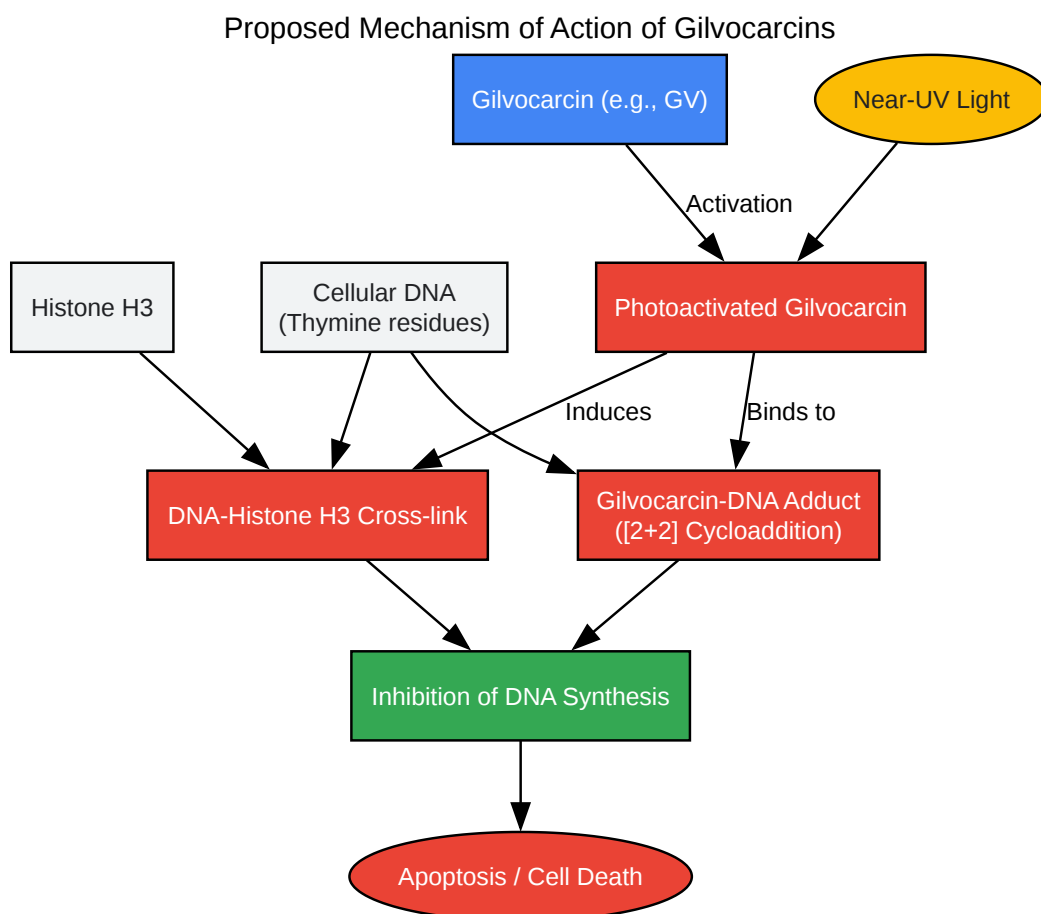 Proposed Mechanism of Action of Gilvocarcins
Gilvocarcin (e.g., GV)
Near-UV Light
Activation
Histone H3
Cellular DNA
(Thymine residues)
Photoactivated Gilvocarcin
Induces
Binds to
DNA-Histone H3 Cross-link
Gilvocarcin-DNA Adduct
([2+2] Cycloaddition)
Inhibition of DNA Synthesis
Apoptosis / Cell Death